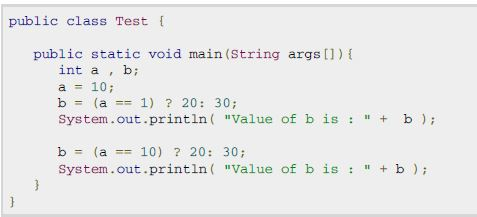 public class Test {
public static void main(String args[]){
int a , b;
a = 10;
b = (a == 1) ? 20: 30;
System.out.println( "Value of b is : " +  b );
b = (a == 10) ? 20: 30;
System.out.println( "Value of b is : " + b );
}
}